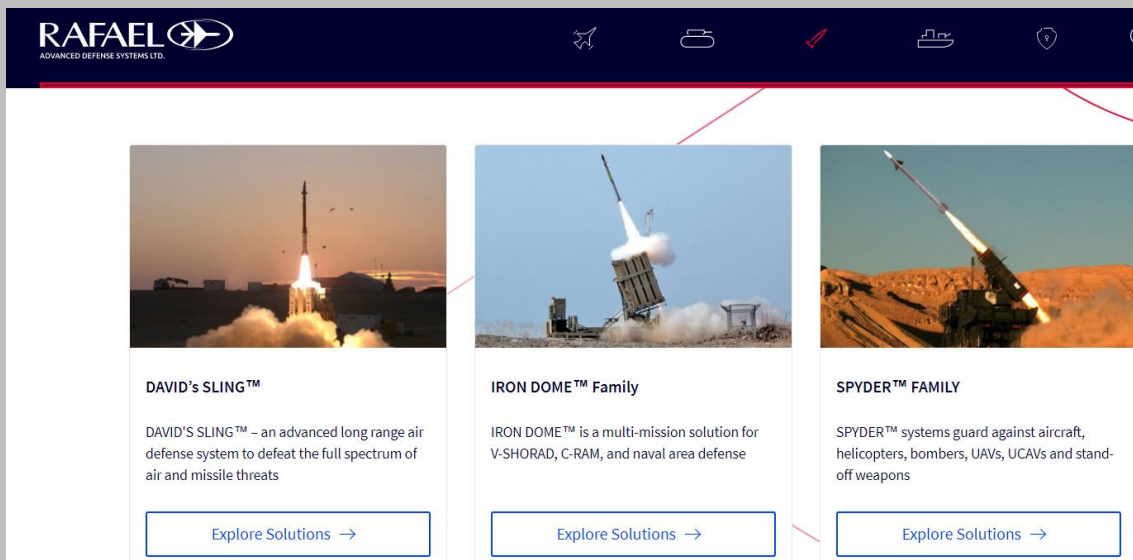 RAFAEL
ADVANCED DEFENSE SYSTEMS LTD.
DAVID's SLING™
DAVID'S SLING™ – an advanced long range air
defense system to defeat the full spectrum of
air and missile threats
Explore Solutions →
IRON DOME™ Family
IRON DOME™ is a multi-mission solution for
V-SHORAD, C-RAM, and naval area defense
Explore Solutions →
SPYDER™ FAMILY
SPYDER™ systems guard against aircraft,
helicopters, bombers, UAVs, UCAVs and stand-
off weapons
Explore Solutions →